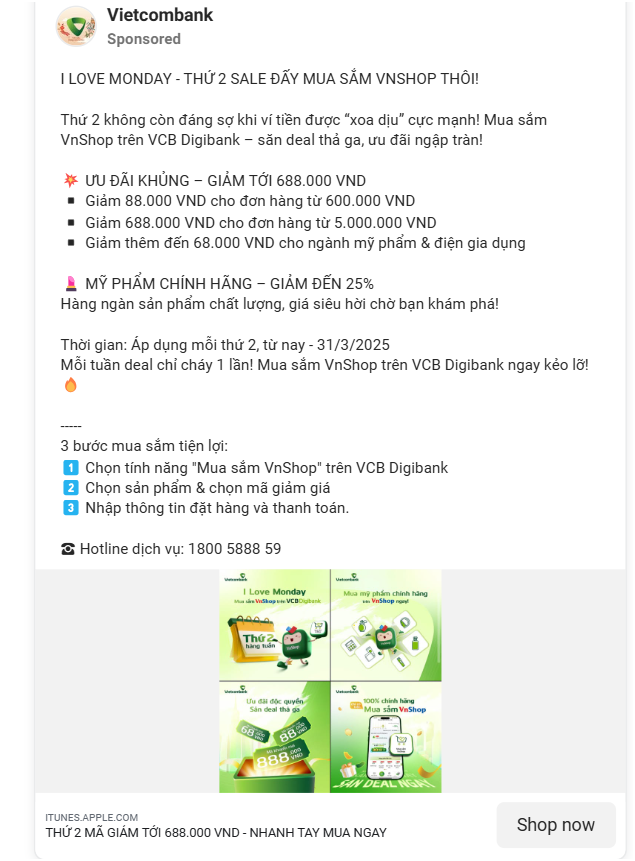 Vietcombank
Sponsored
I LOVE MONDAY - THỨ 2 SALE ĐẤY MUA SẮM VNSHOP THÔI!
Thứ 2 không còn đáng sợ khi ví tiền được “xoa dịu” cực mạnh! Mua sắm
VnShop trên VCB Digibank – săn deal thả ga, ưu đãi ngập tràn!
💥 ƯU ĐÃI KHỦNG – GIẢM TỚI 688.000 VND
▪ Giảm 88.000 VND cho đơn hàng từ 600.000 VND
▪ Giảm 688.000 VND cho đơn hàng từ 5.000.000 VND
▪ Giảm thêm đến 68.000 VND cho ngành mỹ phẩm & điện gia dụng
💄 MỸ PHẨM CHÍNH HÃNG – GIẢM ĐẾN 25%
Hàng ngàn sản phẩm chất lượng, giá siêu hời chờ bạn khám phá!
Thời gian: Áp dụng mỗi thứ 2, từ nay - 31/3/2025
Mỗi tuần deal chỉ cháy 1 lần! Mua sắm VnShop trên VCB Digibank ngay kẻo lỡ!
🔥
-----
3 bước mua sắm tiện lợi:
1️⃣ Chọn tính năng "Mua sắm VnShop" trên VCB Digibank
2️⃣ Chọn sản phẩm & chọn mã giảm giá
3️⃣ Nhập thông tin đặt hàng và thanh toán.
☎ Hotline dịch vụ: 1800 5888 59
Vietcombank
I Love Monday
Mua sắm VnShop trên VCBDigibank
Thứ 2
hàng tuần
Vietcombank
Mua mỹ phẩm chính hãng
trên VnShop ngay!
Vietcombank
Ưu đãi độc quyền
Săn deal thả ga
68.000
VND
88.000
VND
888.000
VND
Vietcombank
100% chính hãng
Mua sắm VnShop
SĂN DEAL NGAY
ITUNES.APPLE.COM
THỨ 2 MÃ GIẢM TỚI 688.000 VND - NHANH TAY MUA NGAY
Shop now